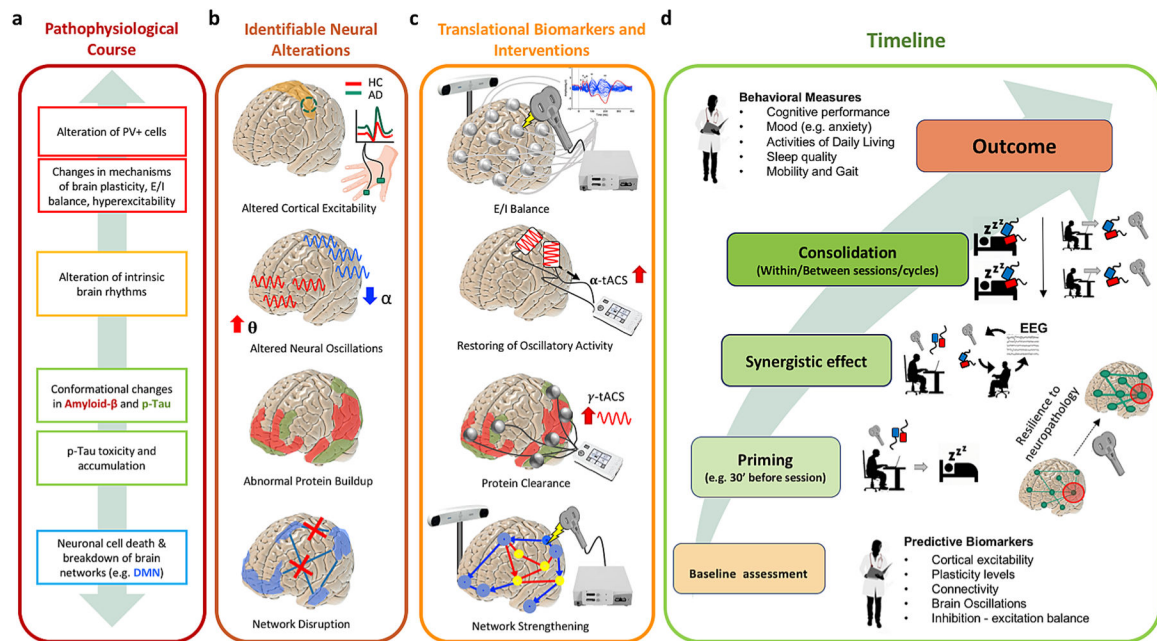 a
Pathophysiological
Course
Alteration of PV+ cells
Changes in mechanisms
of brain plasticity, E/I
balance, hyperexcitability
Alteration of intrinsic
brain rhythms
Conformational changes
in Amyloid-β and p-Tau
p-Tau toxicity and
accumulation
Neuronal cell death &
breakdown of brain
networks (e.g. DMN)
b
Identifiable Neural
Alterations
HC
AD
Altered Cortical Excitability
α
θ
Altered Neural Oscillations
Abnormal Protein Buildup
Network Disruption
c
Translational Biomarkers and
Interventions
E/I Balance
α-tACS
Restoring of Oscillatory Activity
γ-tACS
Protein Clearance
Network Strengthening
d
Timeline
Behavioral Measures
• Cognitive performance
• Mood (e.g. anxiety)
• Activities of Daily Living
• Sleep quality
• Mobility and Gait
Outcome
Consolidation
(Within/Between sessions/cycles)
zzz
zzz
Synergistic effect
EEG
Priming
(e.g. 30’ before session)
zzz
Resilience to
neuropathology
Baseline assessment
Predictive Biomarkers
• Cortical excitability
• Plasticity levels
• Connectivity
• Brain Oscillations
• Inhibition - excitation balance